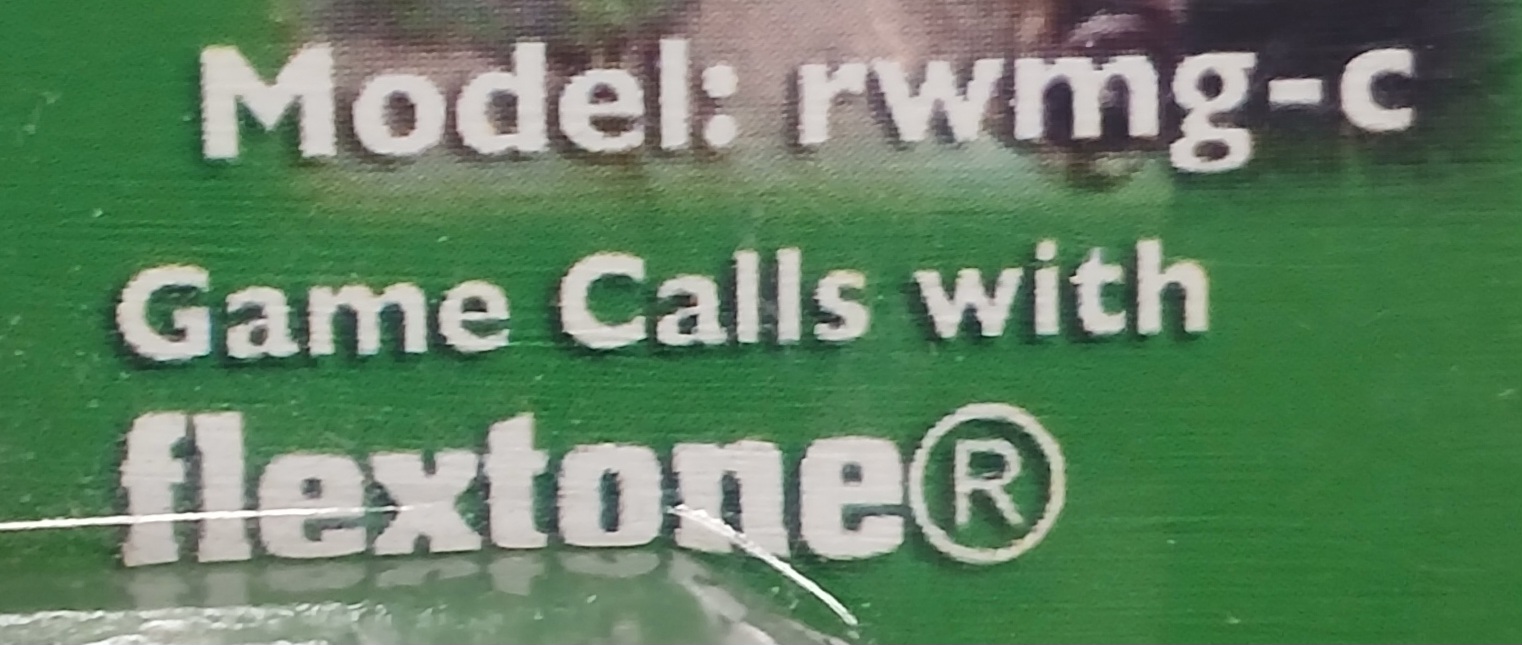 Model: rwmg-c
Game Calls with
flextone®